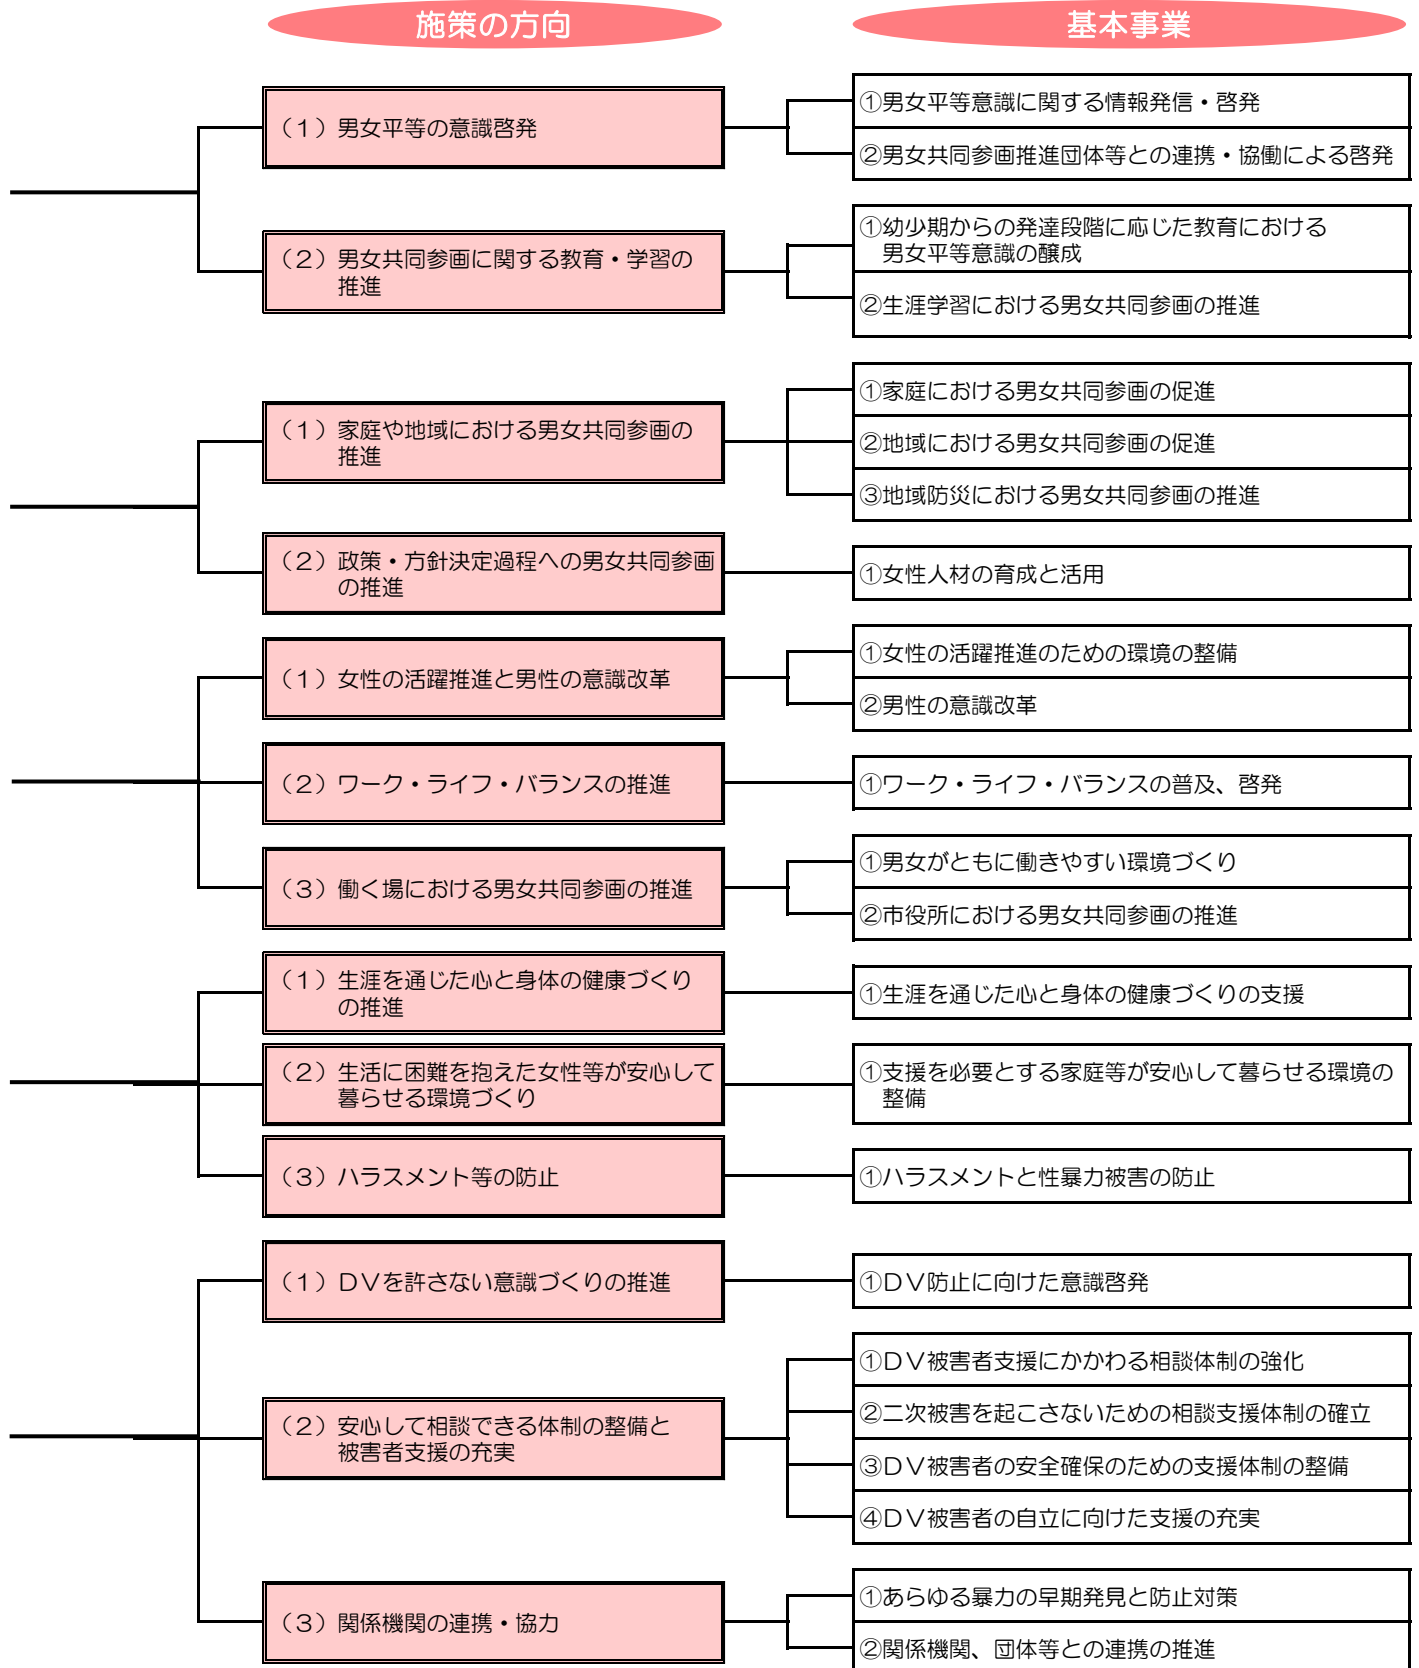 施策の方向
基本事業
（１）男女平等の意識啓発
①男女平等意識に関する情報発信・啓発
②男女共同参画推進団体等との連携・協働による啓発
（２）男女共同参画に関する教育・学習の
推進
①幼少期からの発達段階に応じた教育における
男女平等意識の醸成
②生涯学習における男女共同参画の推進
（１）家庭や地域における男女共同参画の
推進
①家庭における男女共同参画の促進
②地域における男女共同参画の促進
③地域防災における男女共同参画の推進
（２）政策・方針決定過程への男女共同参画
の推進
①女性人材の育成と活用
（１）女性の活躍推進と男性の意識改革
①女性の活躍推進のための環境の整備
②男性の意識改革
（２）ワーク・ライフ・バランスの推進
①ワーク・ライフ・バランスの普及、啓発
（３）働く場における男女共同参画の推進
①男女がともに働きやすい環境づくり
②市役所における男女共同参画の推進
（１）生涯を通じた心と身体の健康づくり
の推進
①生涯を通じた心と身体の健康づくりの支援
（２）生活に困難を抱えた女性等が安心して
暮らせる環境づくり
①支援を必要とする家庭等が安心して暮らせる環境の
整備
（３）ハラスメント等の防止
①ハラスメントと性暴力被害の防止
（１）ＤＶを許さない意識づくりの推進
①ＤＶ防止に向けた意識啓発
（２）安心して相談できる体制の整備と
被害者支援の充実
①ＤＶ被害者支援にかかわる相談体制の強化
②二次被害を起こさないための相談支援体制の確立
③ＤＶ被害者の安全確保のための支援体制の整備
④ＤＶ被害者の自立に向けた支援の充実
（３）関係機関の連携・協力
①あらゆる暴力の早期発見と防止対策
②関係機関、団体等との連携の推進